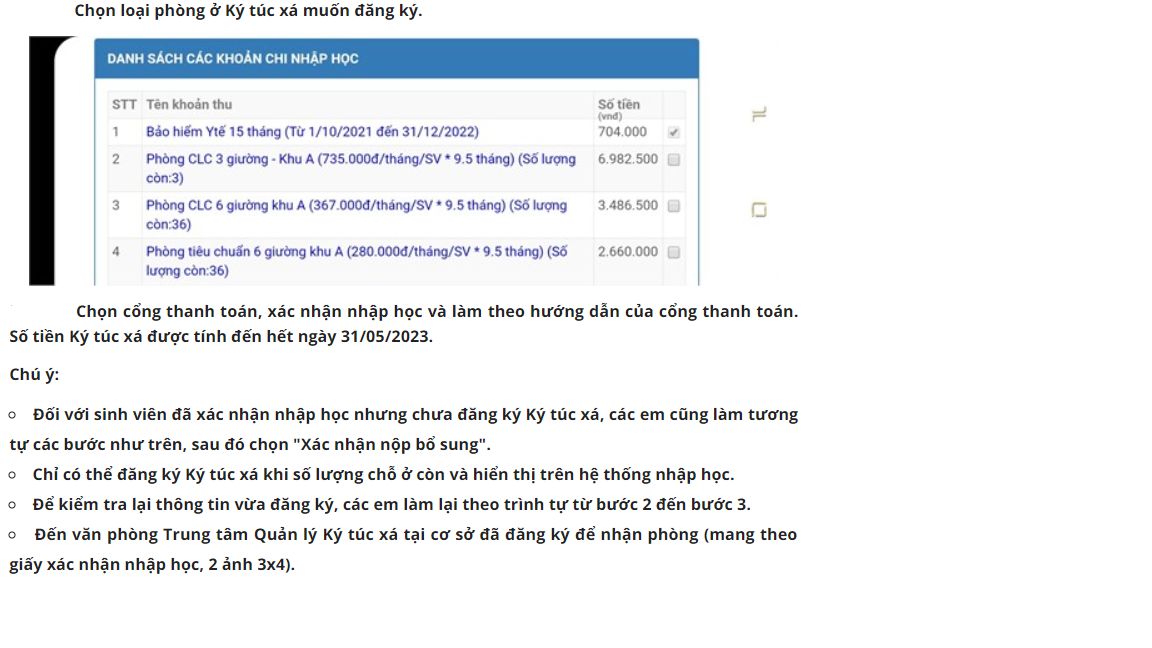 Chọn loại phòng ở Ký túc xá muốn đăng ký.
DANH SÁCH CÁC KHOẢN CHI NHẬP HỌC
STT Tên khoản thu Số tiền
(vnđ)
1 Bảo hiểm Ytế 15 tháng (Từ 1/10/2021 đến 31/12/2022) 704.000
2 Phòng CLC 3 giường - Khu A (735.000đ/tháng/SV * 9.5 tháng) (Số lượng 6.982.500
còn:3)
3 Phòng CLC 6 giường khu A (367.000đ/tháng/SV * 9.5 tháng) (Số lượng 3.486.500
còn:36)
4 Phòng tiêu chuẩn 6 giường khu A (280.000đ/tháng/SV * 9.5 tháng) (Số 2.660.000
lượng còn:36)
Chọn cổng thanh toán, xác nhận nhập học và làm theo hướng dẫn của cổng thanh toán.
Số tiền Ký túc xá được tính đến hết ngày 31/05/2023.
Chú ý:
Đối với sinh viên đã xác nhận nhập học nhưng chưa đăng ký Ký túc xá, các em cũng làm tương
tự các bước như trên, sau đó chọn "Xác nhận nộp bổ sung".
Chỉ có thể đăng ký Ký túc xá khi số lượng chỗ ở còn và hiển thị trên hệ thống nhập học.
Để kiểm tra lại thông tin vừa đăng ký, các em làm lại theo trình tự từ bước 2 đến bước 3.
Đến văn phòng Trung tâm Quản lý Ký túc xá tại cơ sở đã đăng ký để nhận phòng (mang theo
giấy xác nhận nhập học, 2 ảnh 3x4).